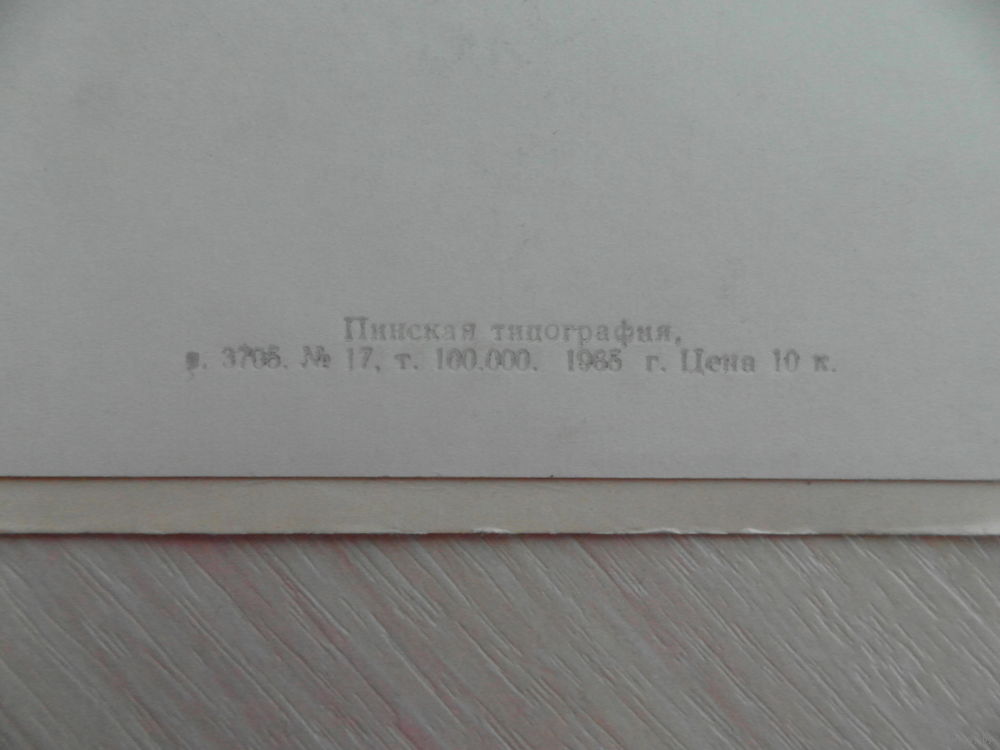 Пинская типография,
з. 3705. № 17, т. 100.000. 1985 г. Цена 10 к.